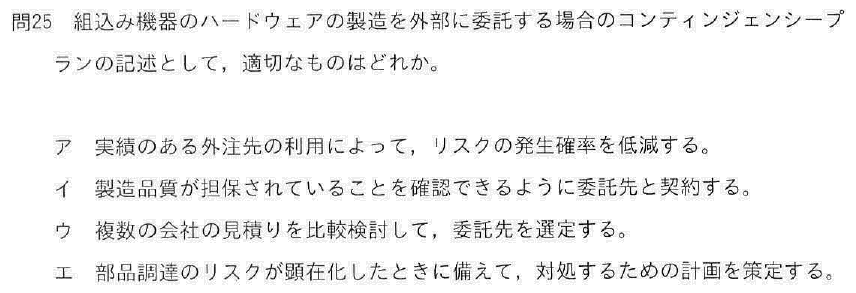 問25 組込み機器のハードウェアの製造を外部に委託する場合のコンティンジェンシープ
ランの記述として，適切なものはどれか。
ア 実績のある外注先の利用によって，リスクの発生確率を低減する。
イ 製造品質が担保されていることを確認できるように委託先と契約する。
ウ 複数の会社の見積りを比較検討して，委託先を選定する。
エ 部品調達のリスクが顕在化したときに備えて，対処するための計画を策定する。